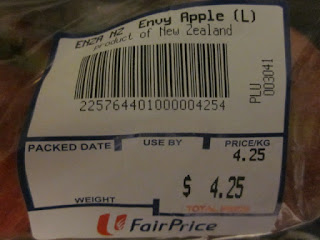 ENZA NZ Envy Apple (L)
product of New Zealand
225764401000004254
PLU 003041
PACKED DATE USE BY PRICE/KG
4.25
$ 4.25
WEIGHT TOTAL PRICE
FairPrice